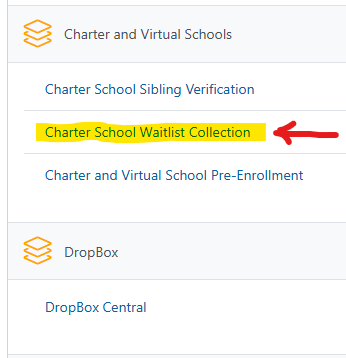 Charter and Virtual Schools
Charter School Sibling Verification
Charter School Waitlist Collection
Charter and Virtual School Pre-Enrollment
DropBox
DropBox Central